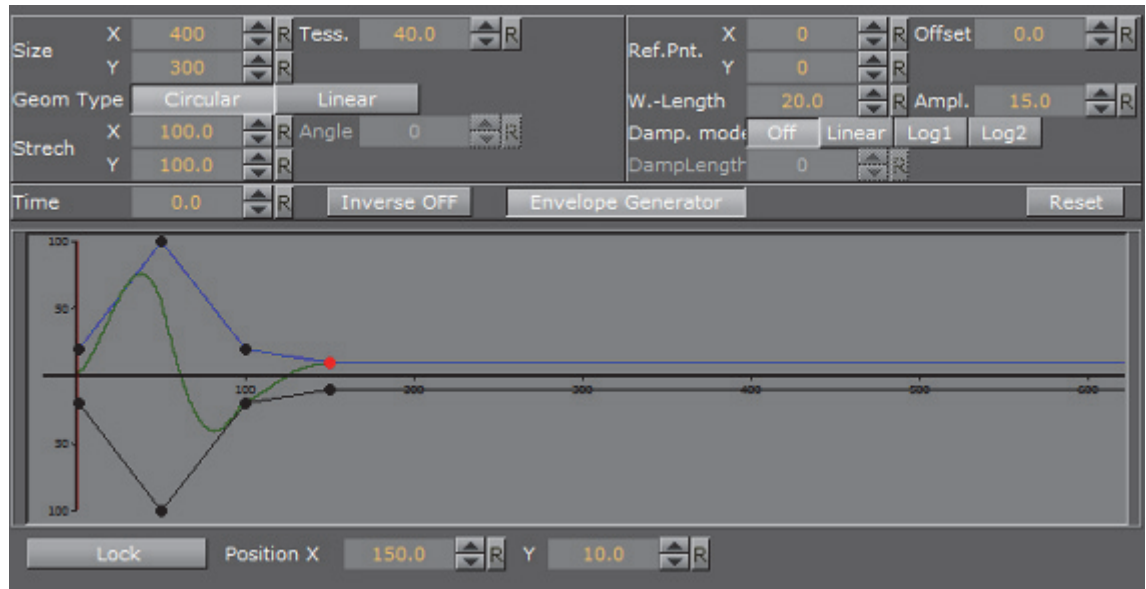 X 400 R Tess. 40.0 R
Size
Y 300 R
Geom Type Circular Linear
X 100.0 R Angle 0 R
Strech
Y 100.0 R
X 0 R Offset 0.0 R
Ref.Pnt.
Y 0 R
W.-Length 20.0 R Ampl. 15.0 R
Damp. mode Off Linear Log1 Log2
DampLength 0 R
Time 0.0 R Inverse OFF Envelope Generator Reset
100
50
100 200 300 400 500 600
50
100
Lock Position X 150.0 R Y 10.0 R